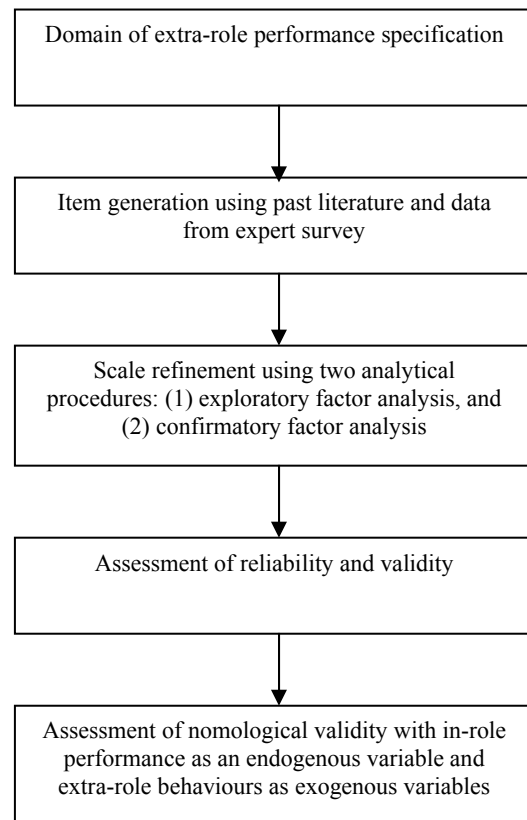 Domain of extra-role performance specification
Item generation using past literature and data
from expert survey
Scale refinement using two analytical
procedures: (1) exploratory factor analysis, and
(2) confirmatory factor analysis
Assessment of reliability and validity
Assessment of nomological validity with in-role
performance as an endogenous variable and
extra-role behaviours as exogenous variables